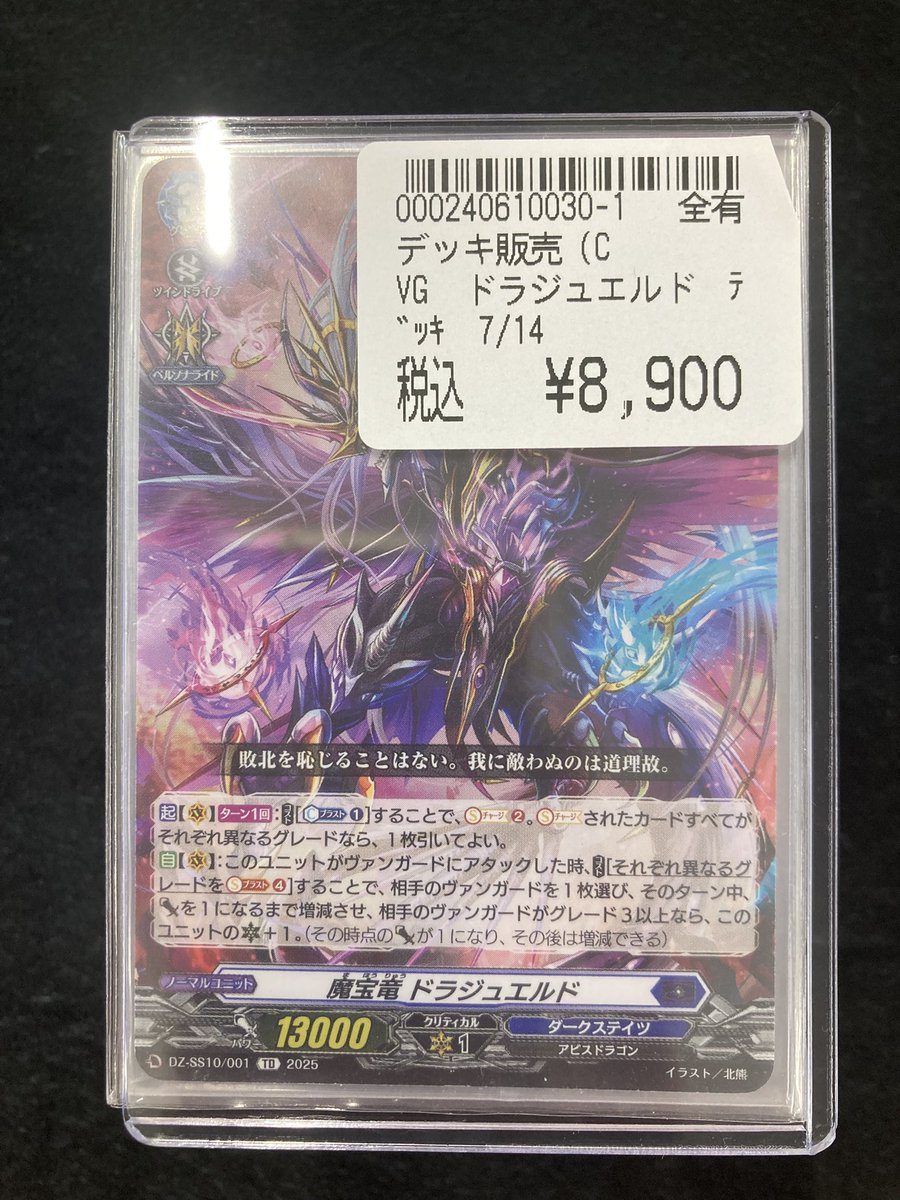 000240610030-1 全有
デッキ販売(C
VG ドラジュエルド デ
ッキ 7/14
税込 ¥8,900
3
ツインドライブ
ペルソナライド
敗北を恥じることはない。我に敵わぬのは道理故。
起【】ターン1回:コスト[Cブラスト1]することで、Sチャージ2。Sチャージされたカードすべてが
それぞれ異なるグレードなら、1枚引いてよい。
自【】:このユニットがヴァンガードにアタックした時、コスト[それぞれ異なるグ
レードをSブラスト4]することで、相手のヴァンガードを1枚選び、そのターン中、
を1になるまで増減させ、相手のヴァンガードがグレード3以上なら、この
ユニットの+1。(その時点のが1になり、その後は増減できる)
ノーマルユニット
まほうりゅう
魔宝竜 ドラジュエルド
パワー 13000 クリティカル 1 ダークステイツ
アビスドラゴン
DZ-SS10/001 TD 2025 イラスト/北熊